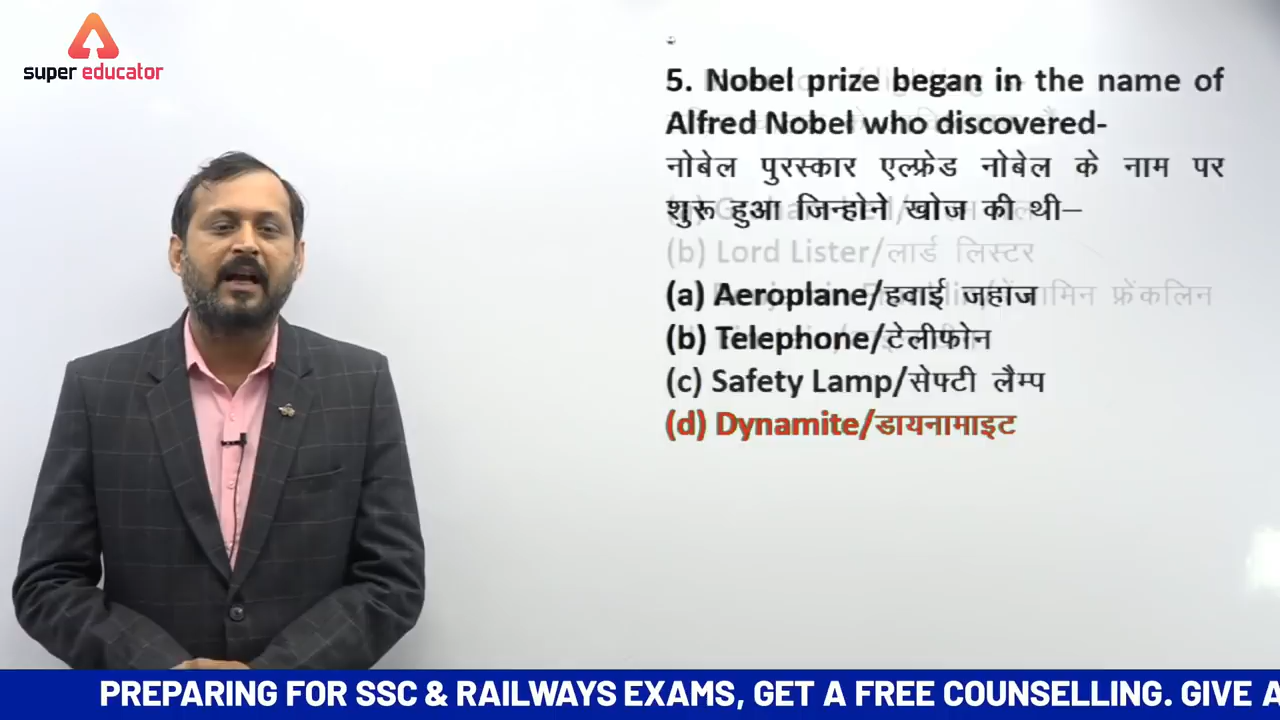 super educator
5. Nobel prize began in the name of
Alfred Nobel who discovered-
नोबेल पुरस्कार एल्फ्रेड नोबेल के नाम पर
शुरू हुआ जिन्होने खोज की थी–
(b) Lord Lister/लार्ड लिस्टर
(a) Aeroplane/हवाई जहाज
(b) Telephone/टेलीफोन
(c) Safety Lamp/सेफ्टी लैम्प
(d) Dynamite/डायनामाइट
PREPARING FOR SSC & RAILWAYS EXAMS, GET A FREE COUNSELLING. GIVE A